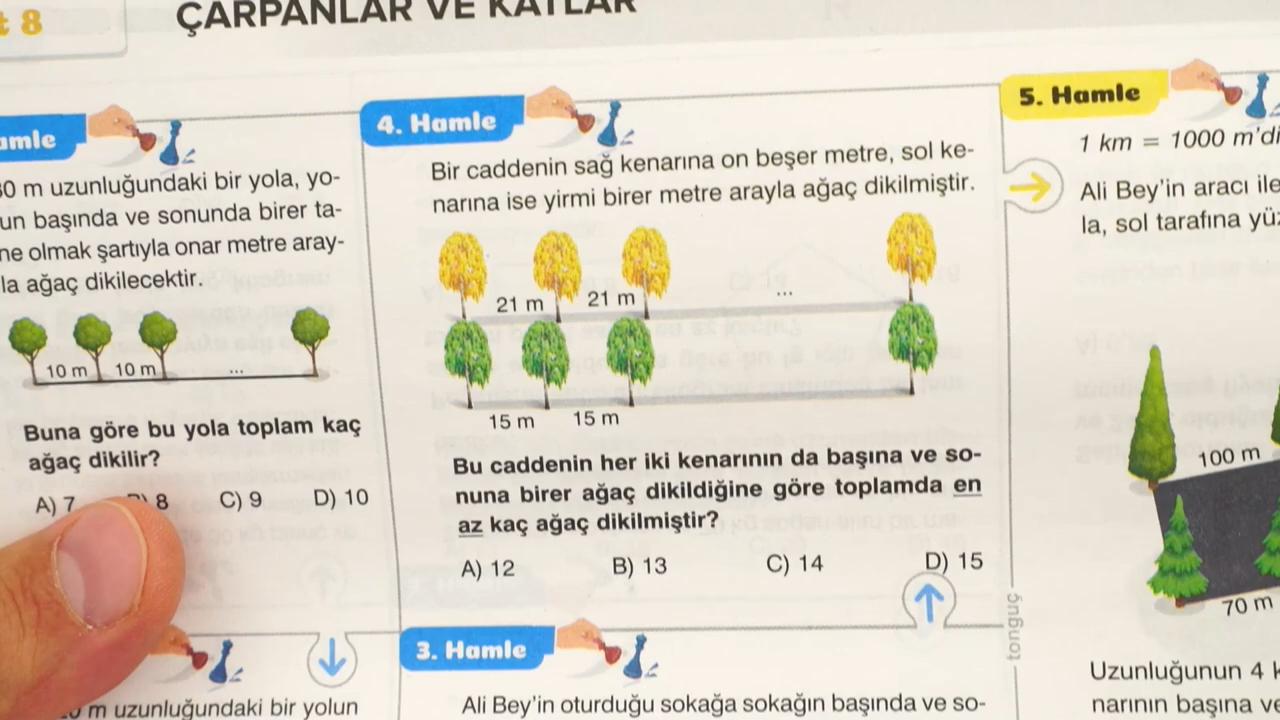 8
ÇARPANLAR VE KATLAR
m uzunluğundaki bir yola, yo-
başında ve sonunda birer ta-
olmak şartıyla onar metre aray-
la ağaç dikilecektir.
10 m 10 m ...
Buna göre bu yola toplam kaç
ağaç dikilir?
A) 7 8 C) 9 D) 10
m uzunluğundaki bir yolun
4. Hamle
Bir caddenin sağ kenarına on beşer metre, sol ke-
narına ise yirmi birer metre arayla ağaç dikilmiştir.
21 m 21 m ...
15 m 15 m
Bu caddenin her iki kenarının da başına ve so-
nuna birer ağaç dikildiğine göre toplamda en
az kaç ağaç dikilmiştir?
A) 12 B) 13 C) 14 D) 15
3. Hamle
Ali Bey'in oturduğu sokağa sokağın başında ve so-
tonguç
5. Hamle
1 km = 1000 m'di
Ali Bey'in aracı ile
la, sol tarafına
100 m
70 m
Uzunluğunun 4
narının başına ve